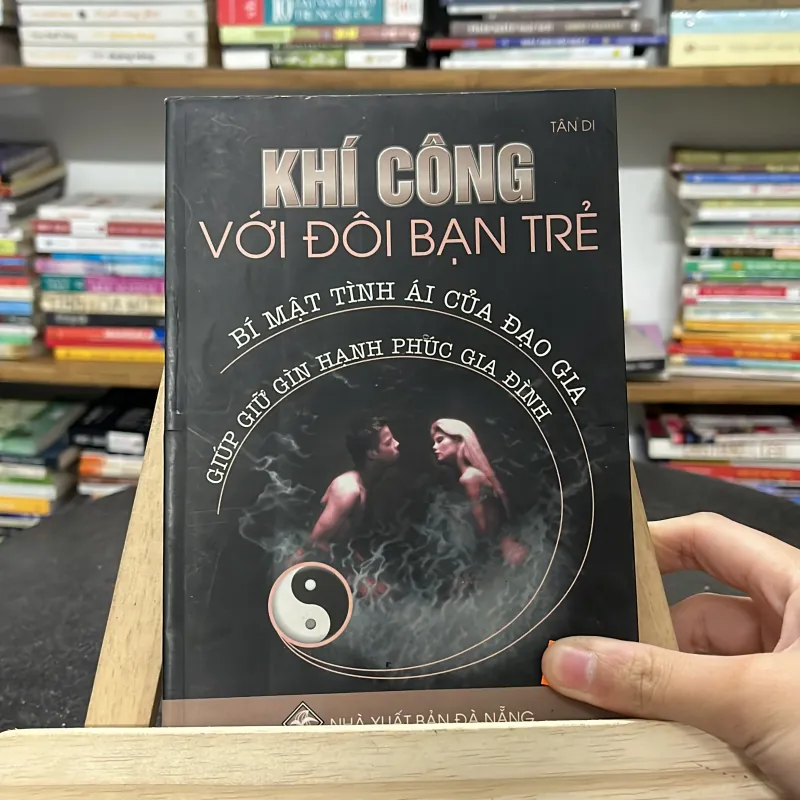 TÂN DI
KHÍ CÔNG
VỚI ĐÔI BẠN TRẺ
BÍ MẬT TÌNH ÁI CỦA ĐẠO GIA
GIÚP GIỮ GÌN HẠNH PHÚC GIA ĐÌNH
NHÀ XUẤT BẢN ĐÀ NẴNG